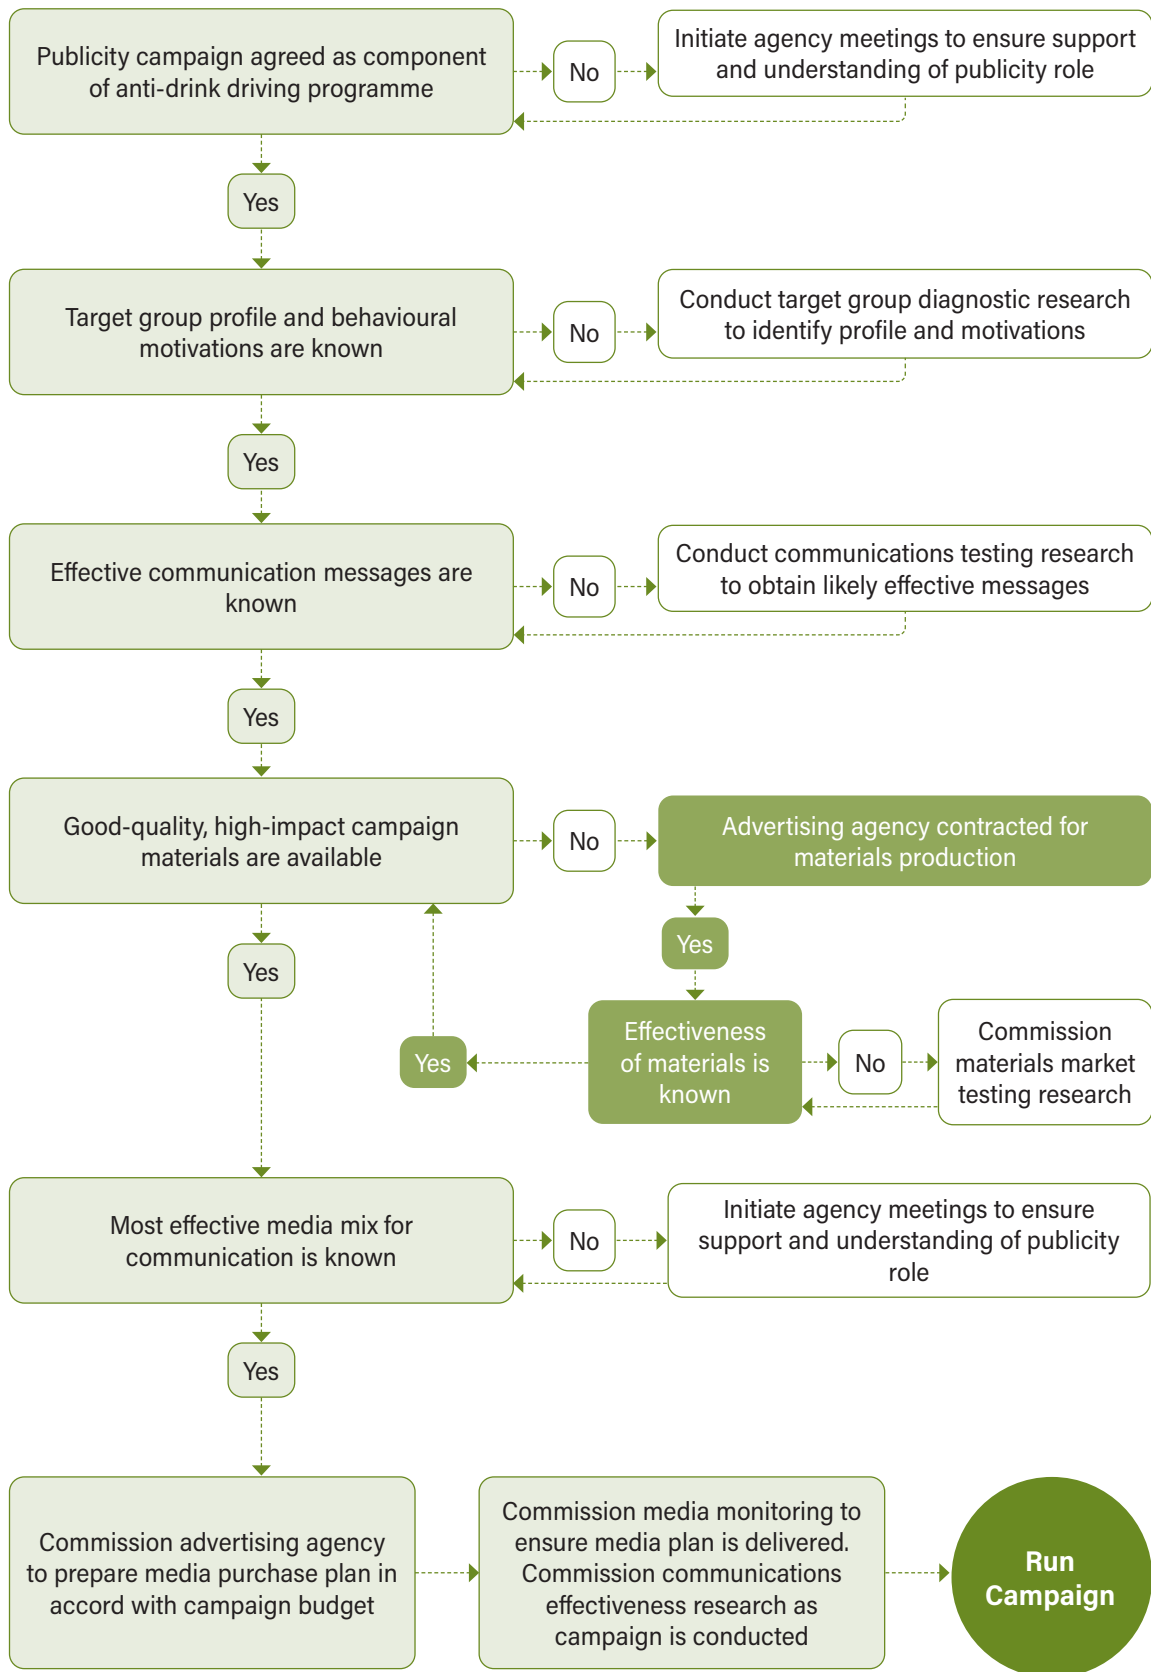 Publicity campaign agreed as component
of anti-drink driving programme
No
Initiate agency meetings to ensure support
and understanding of publicity role
Yes
Target group profile and behavioural
motivations are known
No
Conduct target group diagnostic research
to identify profile and motivations
Yes
Effective communication messages are
known
No
Conduct communications testing research
to obtain likely effective messages
Yes
Good-quality, high-impact campaign
materials are available
No
Advertising agency contracted for
materials production
Yes
Yes
Effectiveness
of materials is
known
No
Commission
materials market
testing research
Yes
Most effective media mix for
communication is known
No
Initiate agency meetings to ensure
support and understanding of publicity
role
Yes
Commission advertising agency
to prepare media purchase plan in
accord with campaign budget
Commission media monitoring to
ensure media plan is delivered.
Commission communications
effectiveness research as
campaign is conducted
Run
Campaign